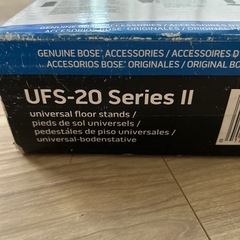 GENUINE BOSE® ACCESSORIES / ACCESSOIRES D'
ACCESORIOS BOSE® ORIGINALES / ORIGINAL BO
UFS-20 Series II
universal floor stands /
pieds de sol universels /
pedestáles de piso universales /
universal-bodenstative